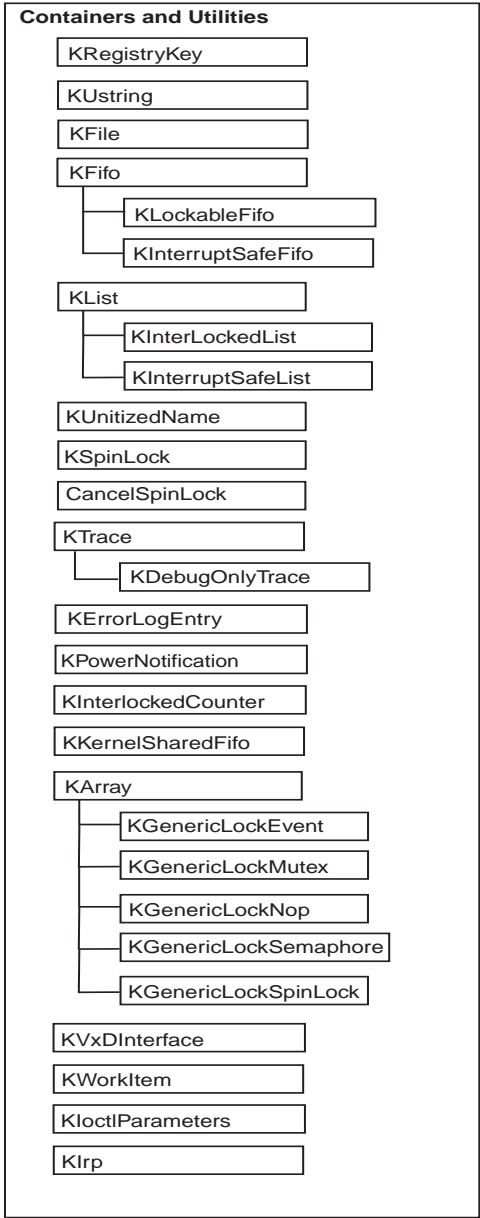 Containers and Utilities
KRegistryKey
KUstring
KFile
KFifo
KLockableFifo
KInterruptSafeFifo
KList
KInterLockedList
KInterruptSafeList
KUnitizedName
KSpinLock
CancelSpinLock
KTrace
KDebugOnlyTrace
KErrorLogEntry
KPowerNotification
KInterlockedCounter
KKernelSharedFifo
KArray
KGenericLockEvent
KGenericLockMutex
KGenericLockNop
KGenericLockSemaphore
KGenericLockSpinLock
KVxDInterface
KWorkItem
KIoctlParameters
KIrp